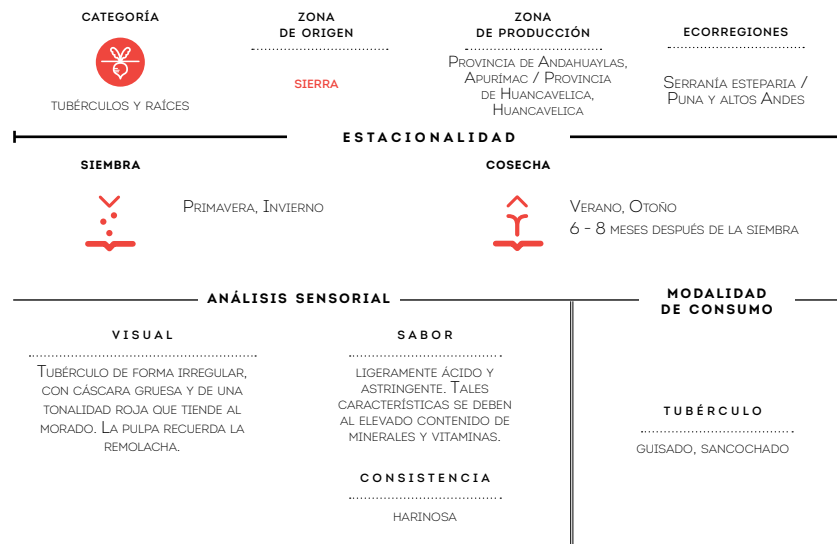 CATEGORÍA
TUBÉRCULOS Y RAÍCES
ZONA
DE ORIGEN
SIERRA
ZONA
DE PRODUCCIÓN
Provincia de Andahuaylas,
Apurímac / Provincia
de Huancavelica,
Huancavelica
ECORREGIONES
Serranía esteparia /
Puna y altos Andes
ESTACIONALIDAD
SIEMBRA
Primavera, Invierno
COSECHA
Verano, Otoño
6 - 8 meses después de la siembra
ANÁLISIS SENSORIAL
VISUAL
Tubérculo de forma irregular,
con cáscara gruesa y de una
tonalidad roja que tiende al
morado. La pulpa recuerda la
remolacha.
SABOR
ligeramente ácido y
astringente. Tales
características se deben
al elevado contenido de
minerales y vitaminas.
CONSISTENCIA
harinosa
MODALIDAD
DE CONSUMO
TUBÉRCULO
guisado, sancochado